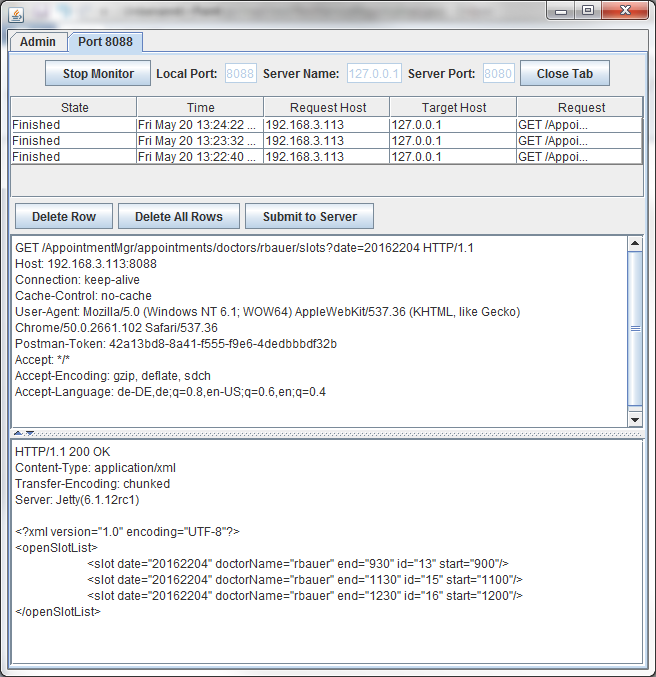 Admin Port 8088
Stop Monitor Local Port: 8088 Server Name: 127.0.0.1 Server Port: 8080 Close Tab
State Time Request Host Target Host Request
Finished Fri May 20 13:24:22 ... 192.168.3.113 127.0.0.1 GET /Appoi...
Finished Fri May 20 13:23:32 ... 192.168.3.113 127.0.0.1 GET /Appoi...
Finished Fri May 20 13:22:40 ... 192.168.3.113 127.0.0.1 GET /Appoi...
Delete Row Delete All Rows Submit to Server
GET /AppointmentMgr/appointments/doctors/rbauer/slots?date=20162204 HTTP/1.1
Host: 192.168.3.113:8088
Connection: keep-alive
Cache-Control: no-cache
User-Agent: Mozilla/5.0 (Windows NT 6.1; WOW64) AppleWebKit/537.36 (KHTML, like Gecko)
Chrome/50.0.2661.102 Safari/537.36
Postman-Token: 42a13bd8-8a41-f555-f9e6-4dedbbbdf32b
Accept: */*
Accept-Encoding: gzip, deflate, sdch
Accept-Language: de-DE,de;q=0.8,en-US;q=0.6,en;q=0.4
HTTP/1.1 200 OK
Content-Type: application/xml
Transfer-Encoding: chunked
Server: Jetty(6.1.12rc1)
<?xml version="1.0" encoding="UTF-8"?>
<openSlotList>
<slot date="20162204" doctorName="rbauer" end="930" id="13" start="900"/>
<slot date="20162204" doctorName="rbauer" end="1130" id="15" start="1100"/>
<slot date="20162204" doctorName="rbauer" end="1230" id="16" start="1200"/>
</openSlotList>